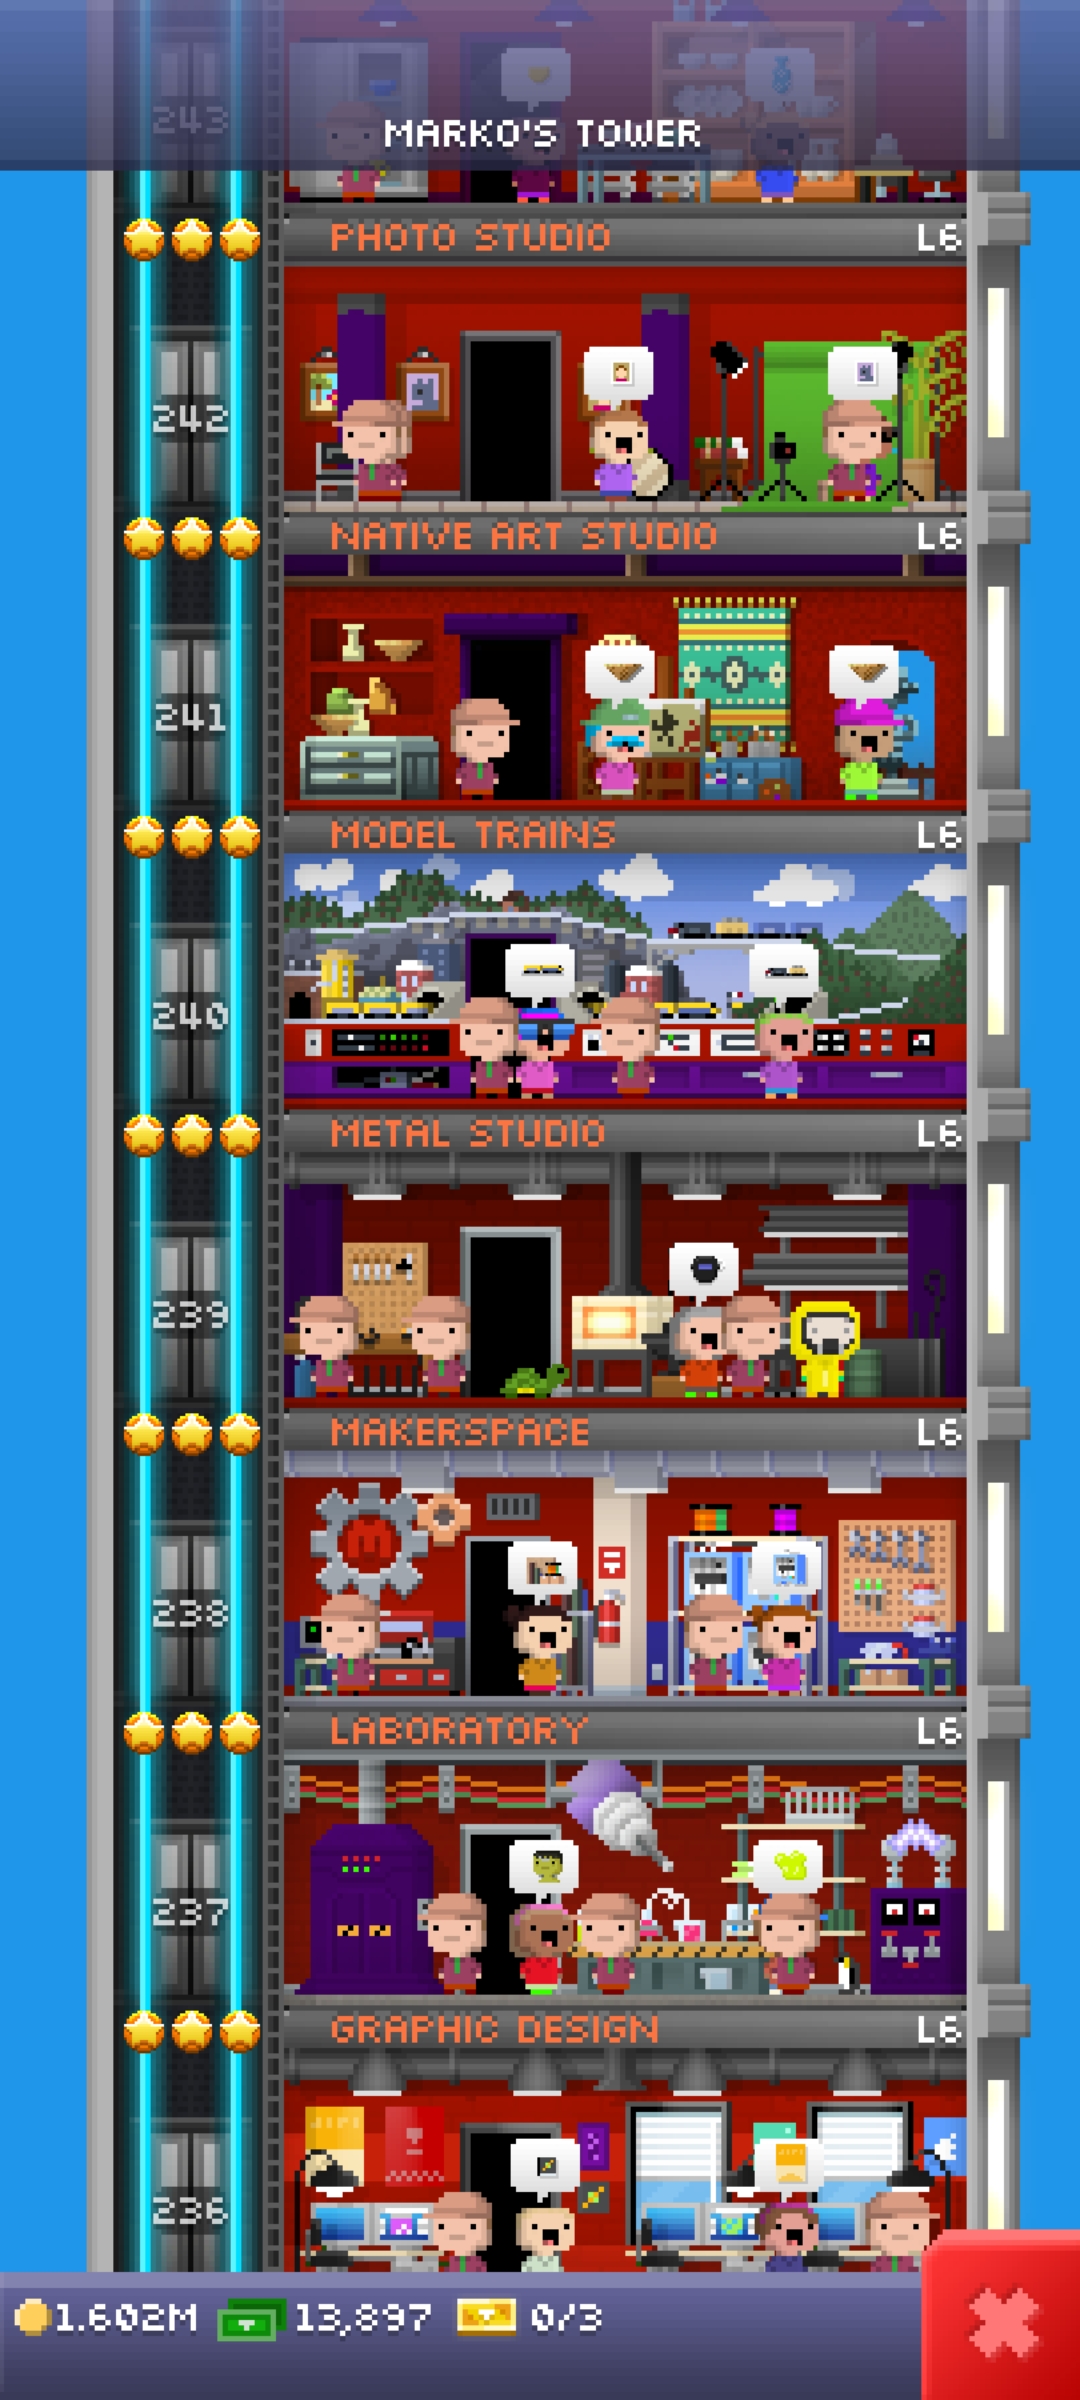 243
MARKO'S TOWER
PHOTO STUDIO L6
242
NATIVE ART STUDIO L6
241
MODEL TRAINS L6
240
METAL STUDIO L6
239
MAKERSPACE L6
M
238
LABORATORY L6
237
GRAPHIC DESIGN L6
236
1.602M 13,897 0/3